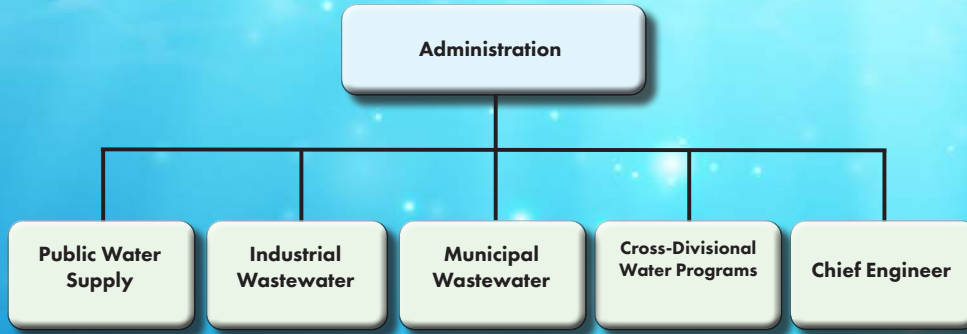 Administration
Public Water
Supply
Industrial
Wastewater
Municipal
Wastewater
Cross-Divisional
Water Programs
Chief Engineer